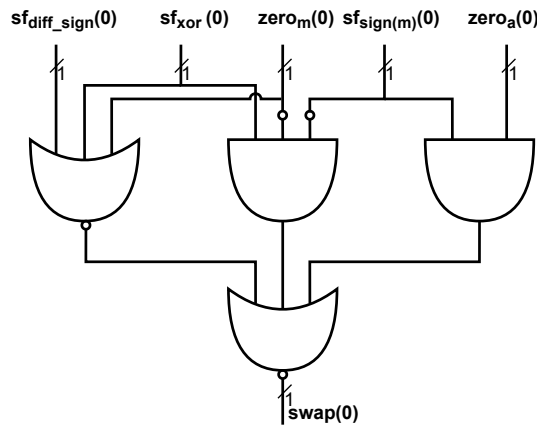 sfdiff_sign(0) sfxor (0) zerom(0) sfsign(m)(0) zeroa(0)
1 1 1 1 1
1
swap(0)